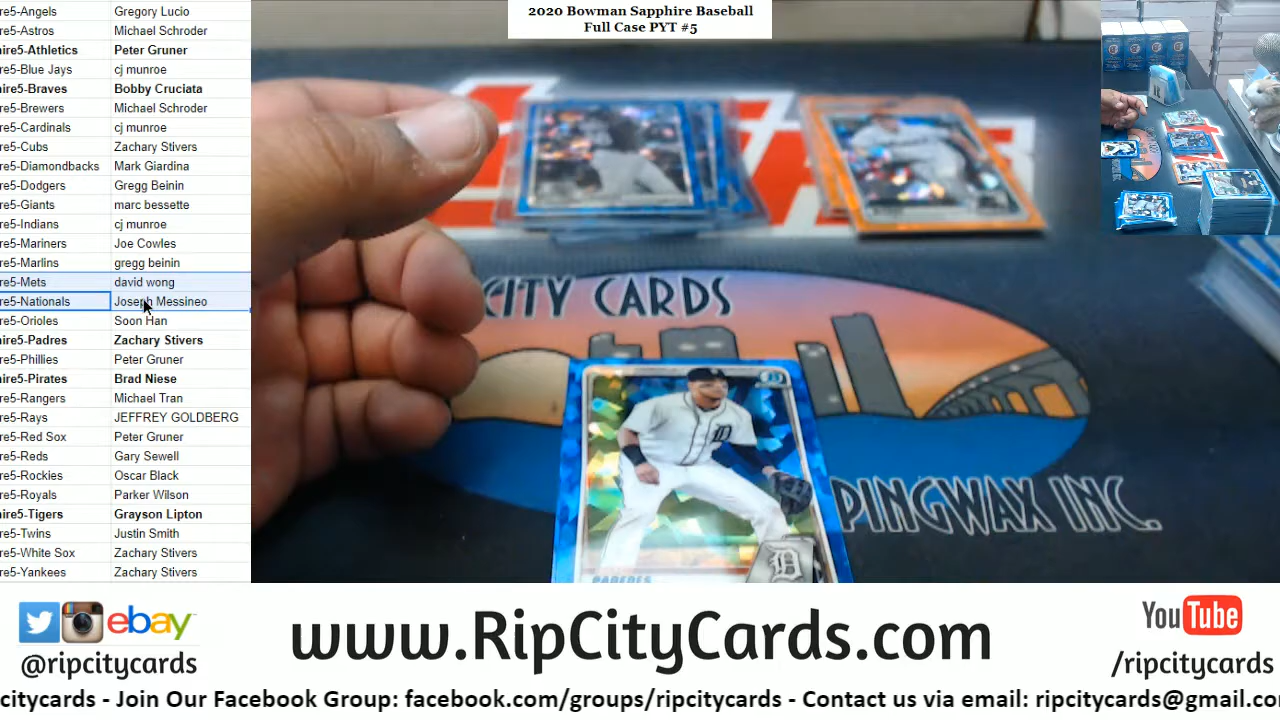 re5-Angels Gregory Lucio
re5-Astros Michael Schroder
ire5-Athletics Peter Gruner
re5-Blue Jays cj munroe
ire5-Braves Bobby Cruciata
re5-Brewers Michael Schroder
re5-Cardinals cj munroe
re5-Cubs Zachary Stivers
re5-Diamondbacks Mark Giardina
re5-Dodgers Gregg Beinin
re5-Giants marc bessette
re5-Indians cj munroe
re5-Mariners Joe Cowles
re5-Marlins gregg beinin
re5-Mets david wong
re5-Nationals Joseph Messineo
re5-Orioles Soon Han
ire5-Padres Zachary Stivers
re5-Phillies Peter Gruner
ire5-Pirates Brad Niese
re5-Rangers Michael Tran
re5-Rays JEFFREY GOLDBERG
re5-Red Sox Peter Gruner
re5-Reds Gary Sewell
re5-Rockies Oscar Black
re5-Royals Parker Wilson
ire5-Tigers Grayson Lipton
re5-Twins Justin Smith
re5-White Sox Zachary Stivers
re5-Yankees Zachary Stivers
2020 Bowman Sapphire Baseball
Full Case PYT #5
CITY CARDS
PINGWAX INC.
D
PAREDES
D
ebay™
@ripcitycards
www.RipCityCards.com
YouTube
/ripcitycards
citycards - Join Our Facebook Group: facebook.com/groups/ripcitycards - Contact us via email: ripcitycards@gmail.co